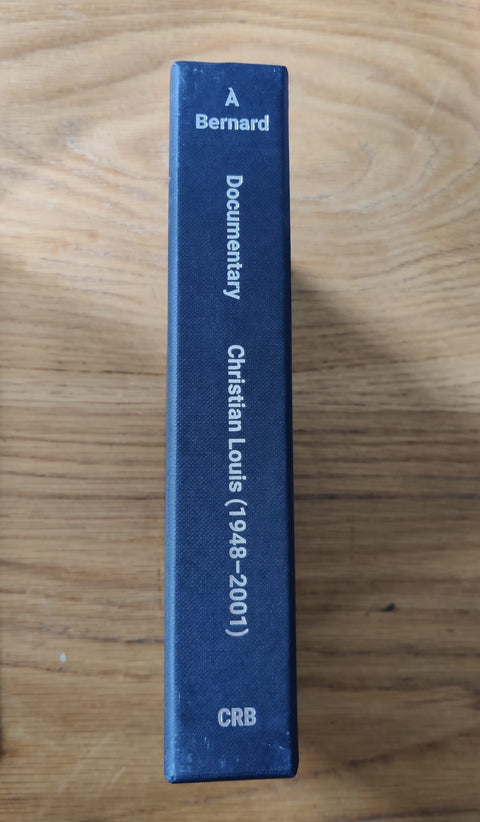 À
Bernard
Documentary
Christian Louis (1948–2001)
CRB